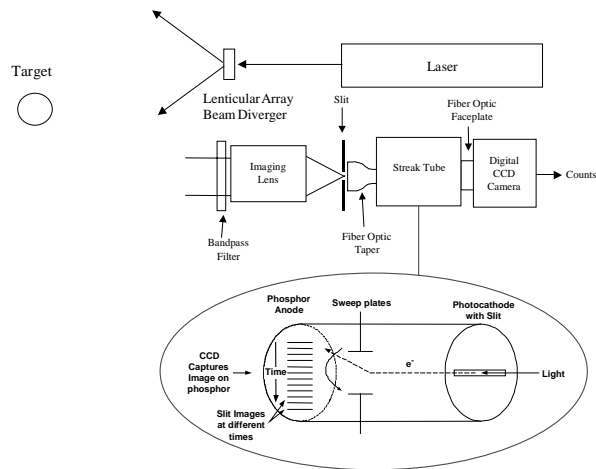 Target
Laser
Lenticular Array
Beam Diverger
Slit
Fiber Optic
Faceplate
Imaging
Lens
Streak Tube
Digital
CCD
Camera
Counts
Bandpass
Filter
Fiber Optic
Taper
Phosphor
Anode
Sweep plates
Photocathode
with Slit
CCD
Captures
Image on
phosphor
Time
e-
Light
Slit Images
at different
times